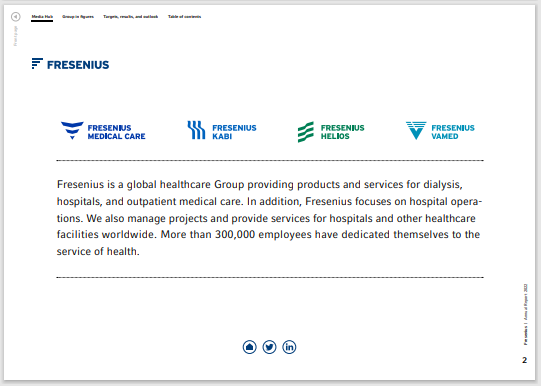 Media Hub Group in figures Targets, results, and outlook Table of contents
FRESENIUS
FRESENIUS
MEDICAL CARE
FRESENIUS
KABI
FRESENIUS
HELIOS
FRESENIUS
VAMED
Fresenius is a global healthcare Group providing products and services for dialysis,
hospitals, and outpatient medical care. In addition, Fresenius focuses on hospital opera-
tions. We also manage projects and provide services for hospitals and other healthcare
facilities worldwide. More than 300,000 employees have dedicated themselves to the
service of health.
in
Fresenius | Annual Report 2022
2